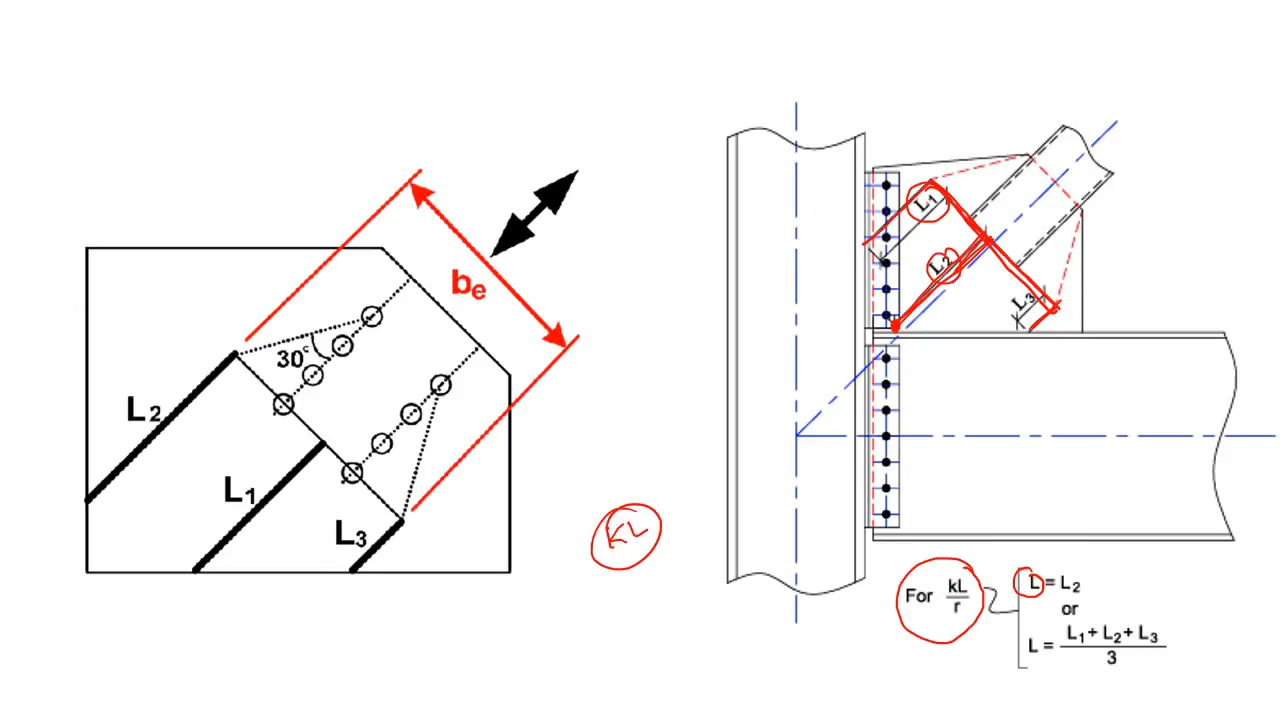 be
30°
L2
L1
L3
KL
L1
L2
L3
For kL/r
L = L2
or
L = L1 + L2 + L3 / 3